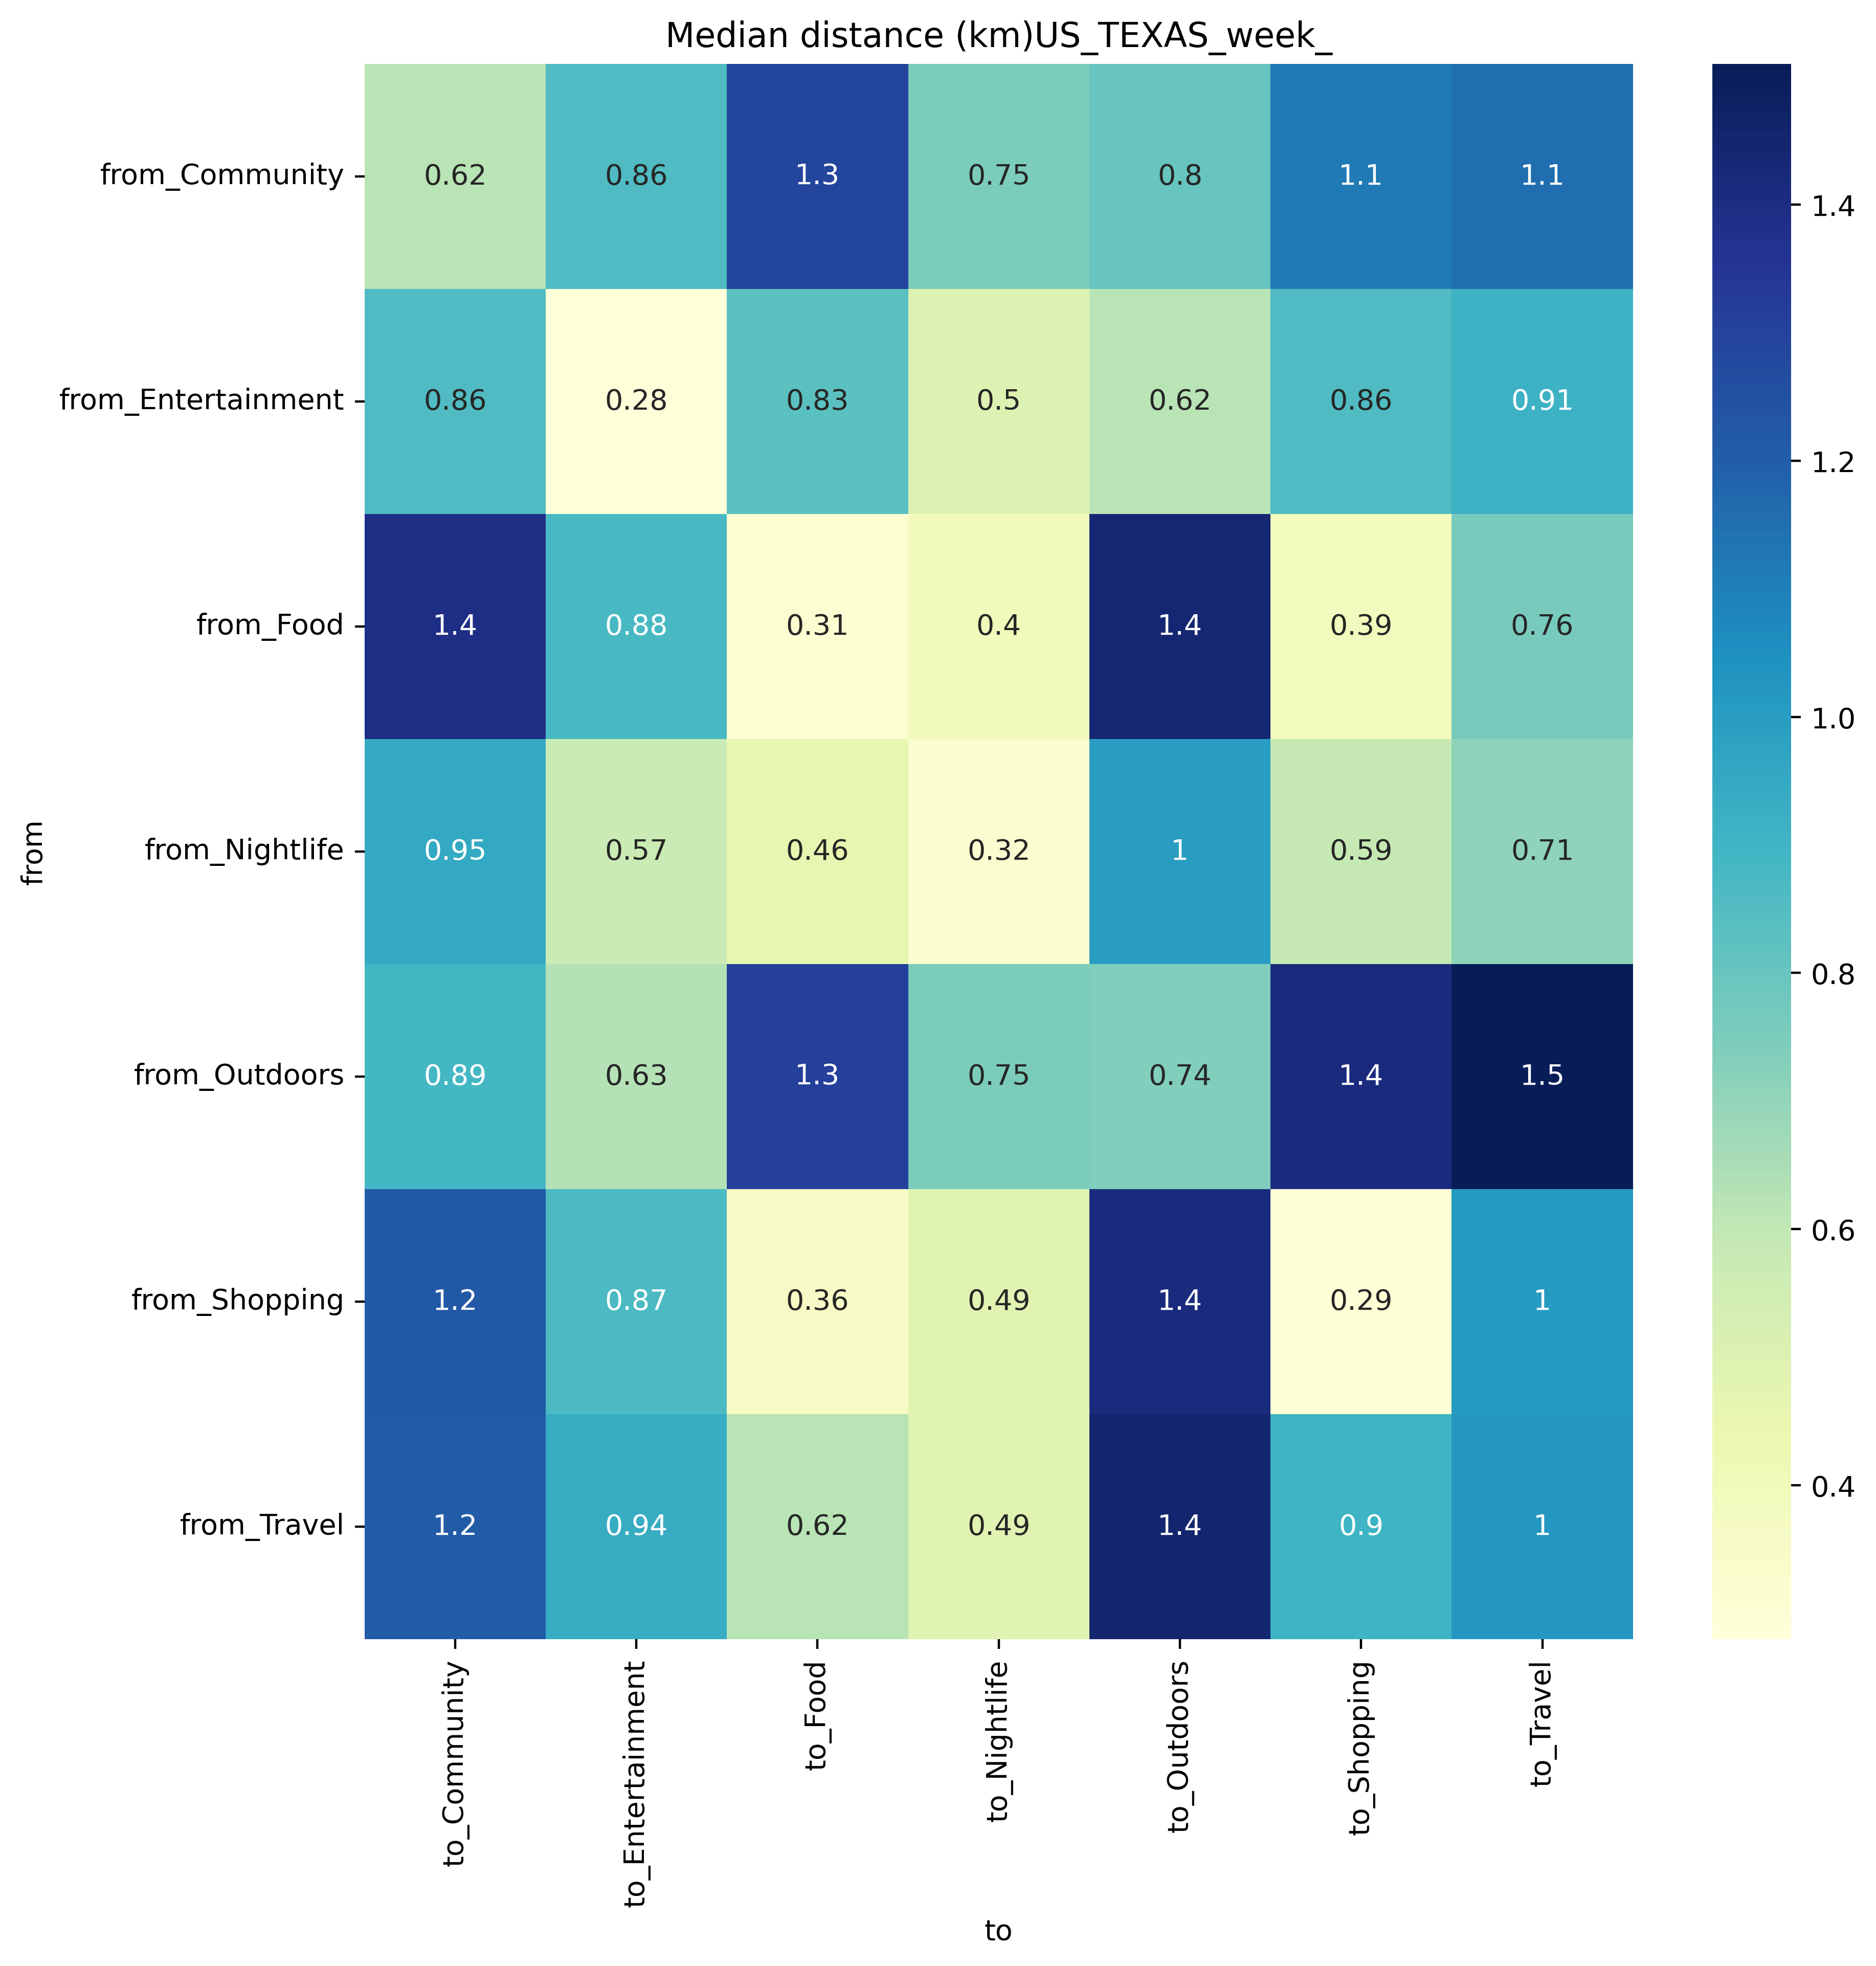 Median distance (km)US_TEXAS_week_
from_Community 0.62 0.86 1.3 0.75 0.8 1.1 1.1
from_Entertainment 0.86 0.28 0.83 0.5 0.62 0.86 0.91
from_Food 1.4 0.88 0.31 0.4 1.4 0.39 0.76
from_Nightlife 0.95 0.57 0.46 0.32 1 0.59 0.71
from_Outdoors 0.89 0.63 1.3 0.75 0.74 1.4 1.5
from_Shopping 1.2 0.87 0.36 0.49 1.4 0.29 1
from_Travel 1.2 0.94 0.62 0.49 1.4 0.9 1
from
to_Community to_Entertainment to_Food to_Nightlife to_Outdoors to_Shopping to_Travel
to
1.4
1.2
1.0
0.8
0.6
0.4